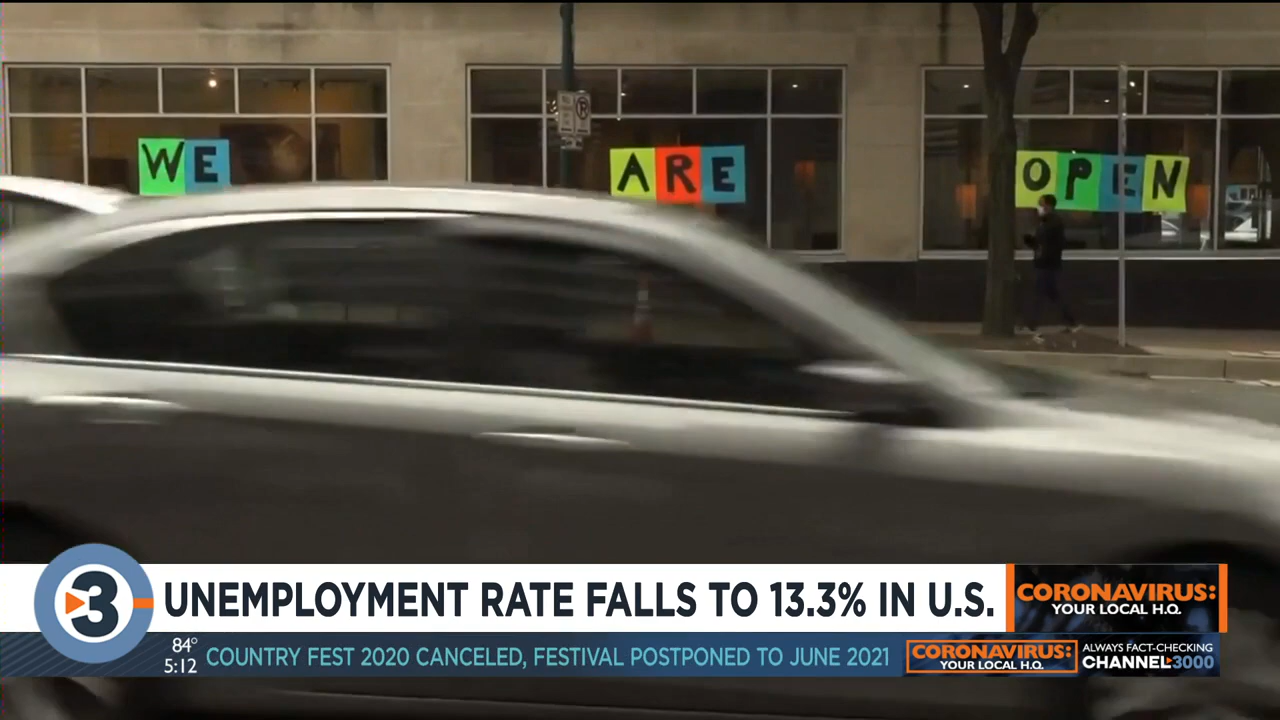 WE ARE OPEN
3 UNEMPLOYMENT RATE FALLS TO 13.3% IN U.S.
CORONAVIRUS:
YOUR LOCAL H.Q.
84°
5:12
COUNTRY FEST 2020 CANCELED, FESTIVAL POSTPONED TO JUNE 2021
CORONAVIRUS:
YOUR LOCAL H.Q.
ALWAYS FACT-CHECKING
CHANNEL3000